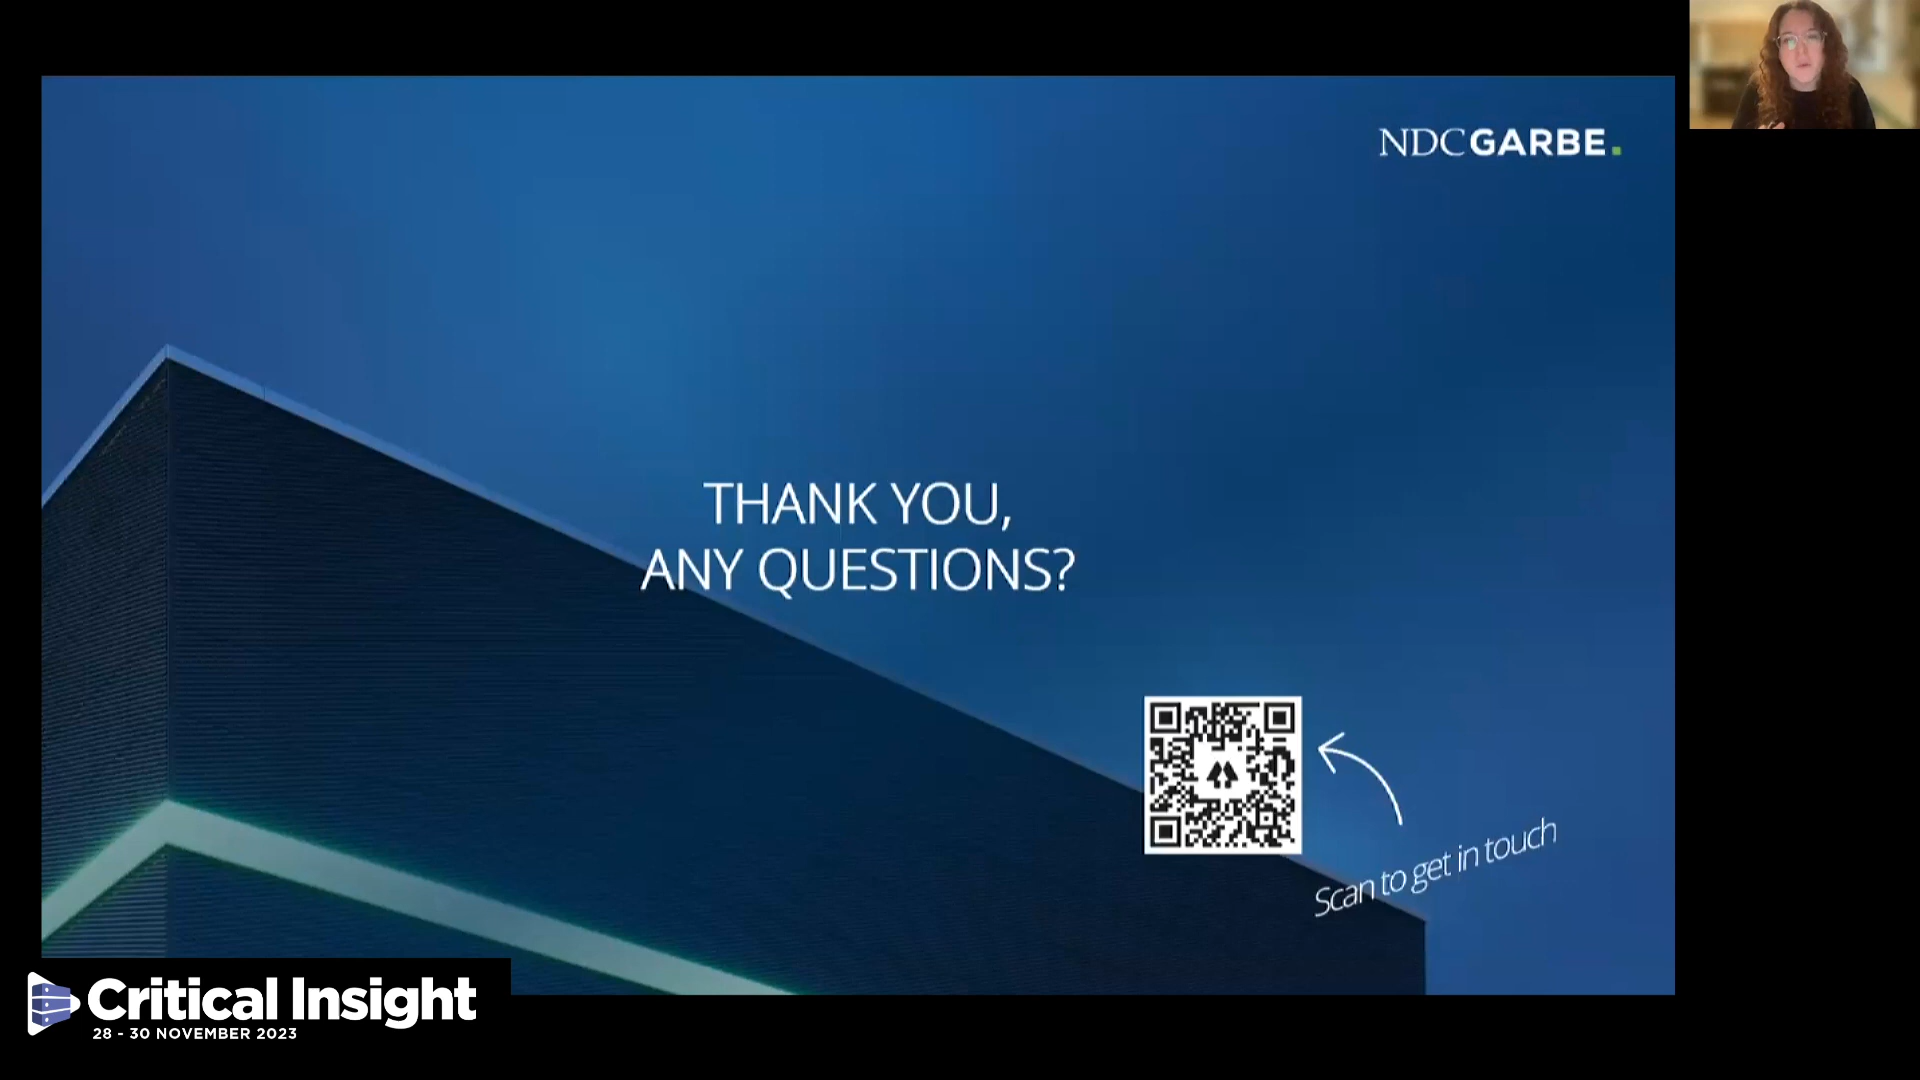 NDCGARBE.
THANK YOU,
ANY QUESTIONS?
Scan to get in touch
Critical Insight
28 - 30 NOVEMBER 2023